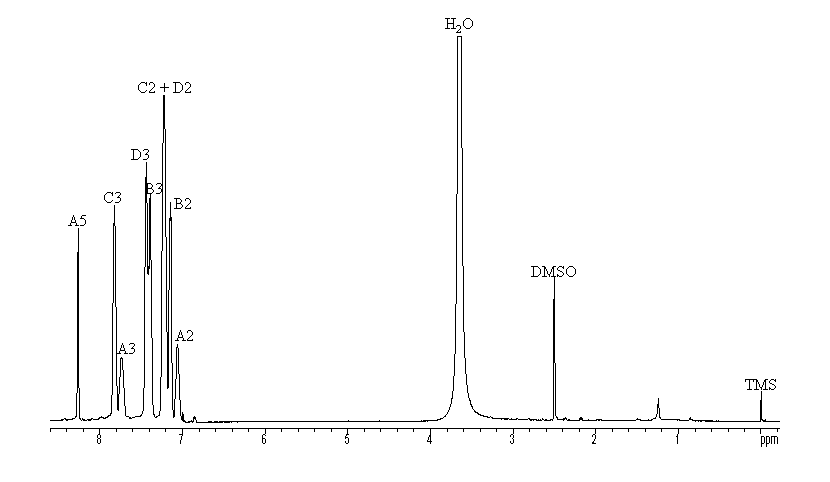 H₂O
C2 + D2
D3
B3
C3
B2
A5
DMSO
A2
A3
TMS
8 7 6 5 4 3 2 1 ppm